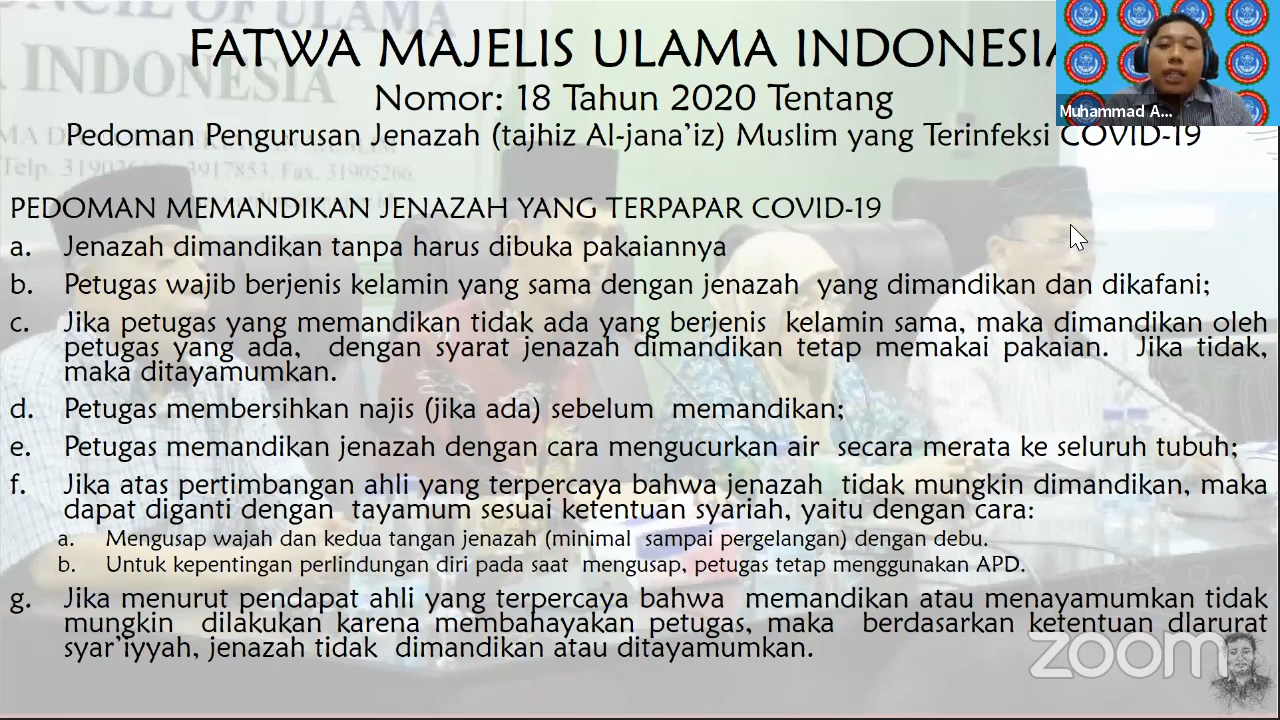 NCIL OF ULAMA
INDONESIA
FATWA MAJELIS ULAMA INDONESIA
Nomor: 18 Tahun 2020 Tentang
Muhammad A...
Pedoman Pengurusan Jenazah (tajhiz Al-jana'iz) Muslim yang Terinfeksi COVID-19
Telp. 3917853, Fax. 31905266
PEDOMAN MEMANDIKAN JENAZAH YANG TERPAPAR COVID-19
a. Jenazah dimandikan tanpa harus dibuka pakaiannya
b. Petugas wajib berjenis kelamin yang sama dengan jenazah yang dimandikan dan dikafani;
c. Jika petugas yang memandikan tidak ada yang berjenis kelamin sama, maka dimandikan oleh
petugas yang ada, dengan syarat jenazah dimandikan tetap memakai pakaian. Jika tidak,
maka ditayamumkan.
d. Petugas membersihkan najis (jika ada) sebelum memandikan;
e. Petugas memandikan jenazah dengan cara mengucurkan air secara merata ke seluruh tubuh;
f. Jika atas pertimbangan ahli yang terpercaya bahwa jenazah tidak mungkin dimandikan, maka
dapat diganti dengan tayamum sesuai ketentuan syariah, yaitu dengan cara:
a. Mengusap wajah dan kedua tangan jenazah (minimal sampai pergelangan) dengan debu.
b. Untuk kepentingan perlindungan diri pada saat mengusap, petugas tetap menggunakan APD.
g. Jika menurut pendapat ahli yang terpercaya bahwa memandikan atau menayamumkan tidak
mungkin dilakukan karena membahayakan petugas, maka berdasarkan ketentuan dlarurat
syar'iyyah, jenazah tidak dimandikan atau ditayamumkan.
zoom